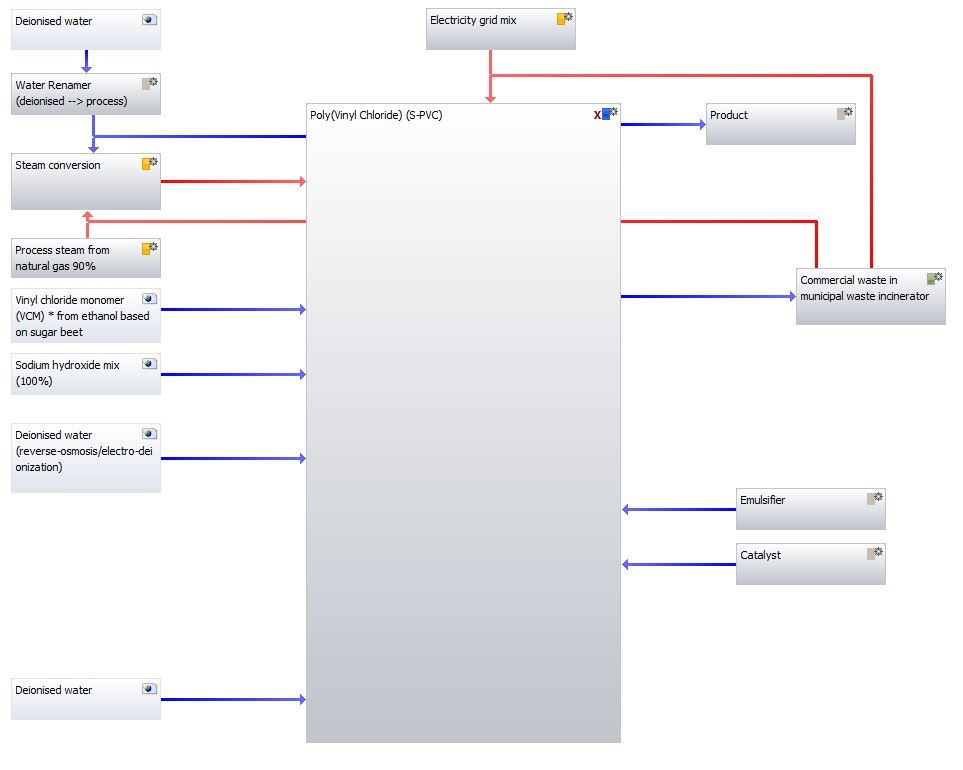 Deionised water
Electricity grid mix
Water Renamer
(deionised --> process)
Poly(Vinyl Chloride) (S-PVC)
X
Product
Steam conversion
Process steam from
natural gas 90%
Commercial waste in
municipal waste incinerator
Vinyl chloride monomer
(VCM) * from ethanol based
on sugar beet
Sodium hydroxide mix
(100%)
Deionised water
(reverse-osmosis/electro-dei
onization)
Emulsifier
Catalyst
Deionised water